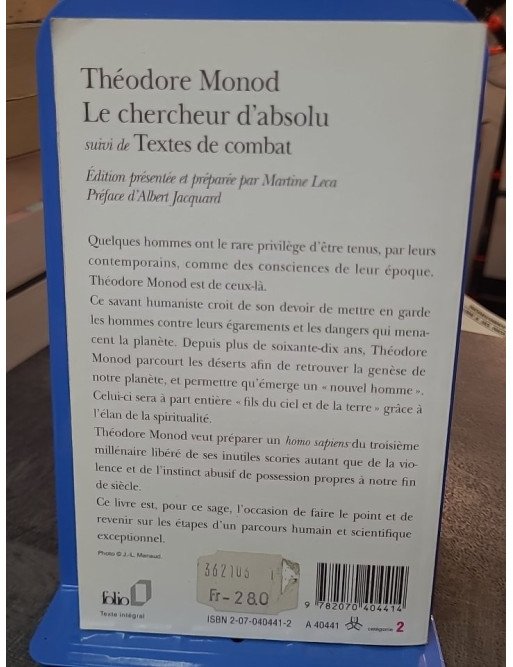 Théodore Monod
Le chercheur d'absolu
suivi de Textes de combat
Édition présentée et préparée par Martine Leca
Préface d'Albert Jacquard
Quelques hommes ont le rare privilège d'être tenus, par leurs
contemporains, comme des consciences de leur époque.
Théodore Monod est de ceux-là.
Ce savant humaniste croit de son devoir de mettre en garde
les hommes contre leurs égarements et les dangers qui mena-
cent la planète. Depuis plus de soixante-dix ans, Théodore
Monod parcourt les déserts afin de retrouver la genèse de
notre planète, et permettre qu'émerge un « nouvel homme ».
Celui-ci sera à part entière « fils du ciel et de la terre » grâce à
l'élan de la spiritualité.
Théodore Monod veut préparer un homo sapiens du troisième
millénaire libéré de ses inutiles scories autant que de la vio-
lence et de l'instinct abusif de possession propres à notre fin
de siècle.
Ce livre est, pour ce sage, l'occasion de faire le point et de
revenir sur les étapes d'un parcours humain et scientifique
exceptionnel.
Photo © J.-L. Manaud.
362106 1
Fr-280
folio
Texte intégral
9 782070 404414
ISBN 2-07-040441-2 A 40441 catégorie 2